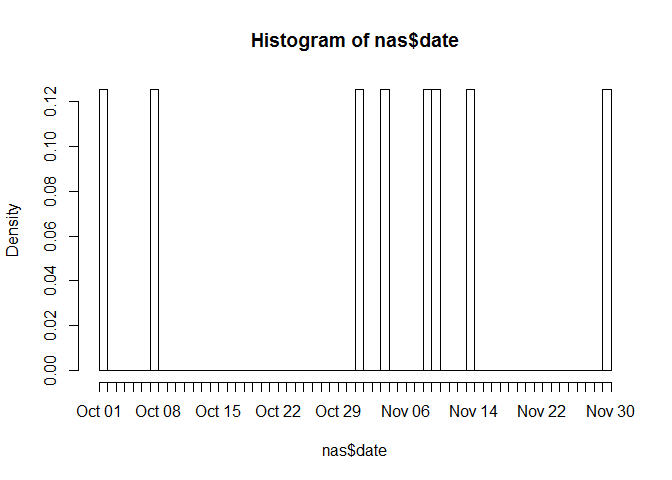 Histogram of nas$date
Density
0.12
0.10
0.08
0.06
0.04
0.02
0.00
Oct 01 Oct 08 Oct 15 Oct 22 Oct 29 Nov 06 Nov 14 Nov 22 Nov 30
nas$date